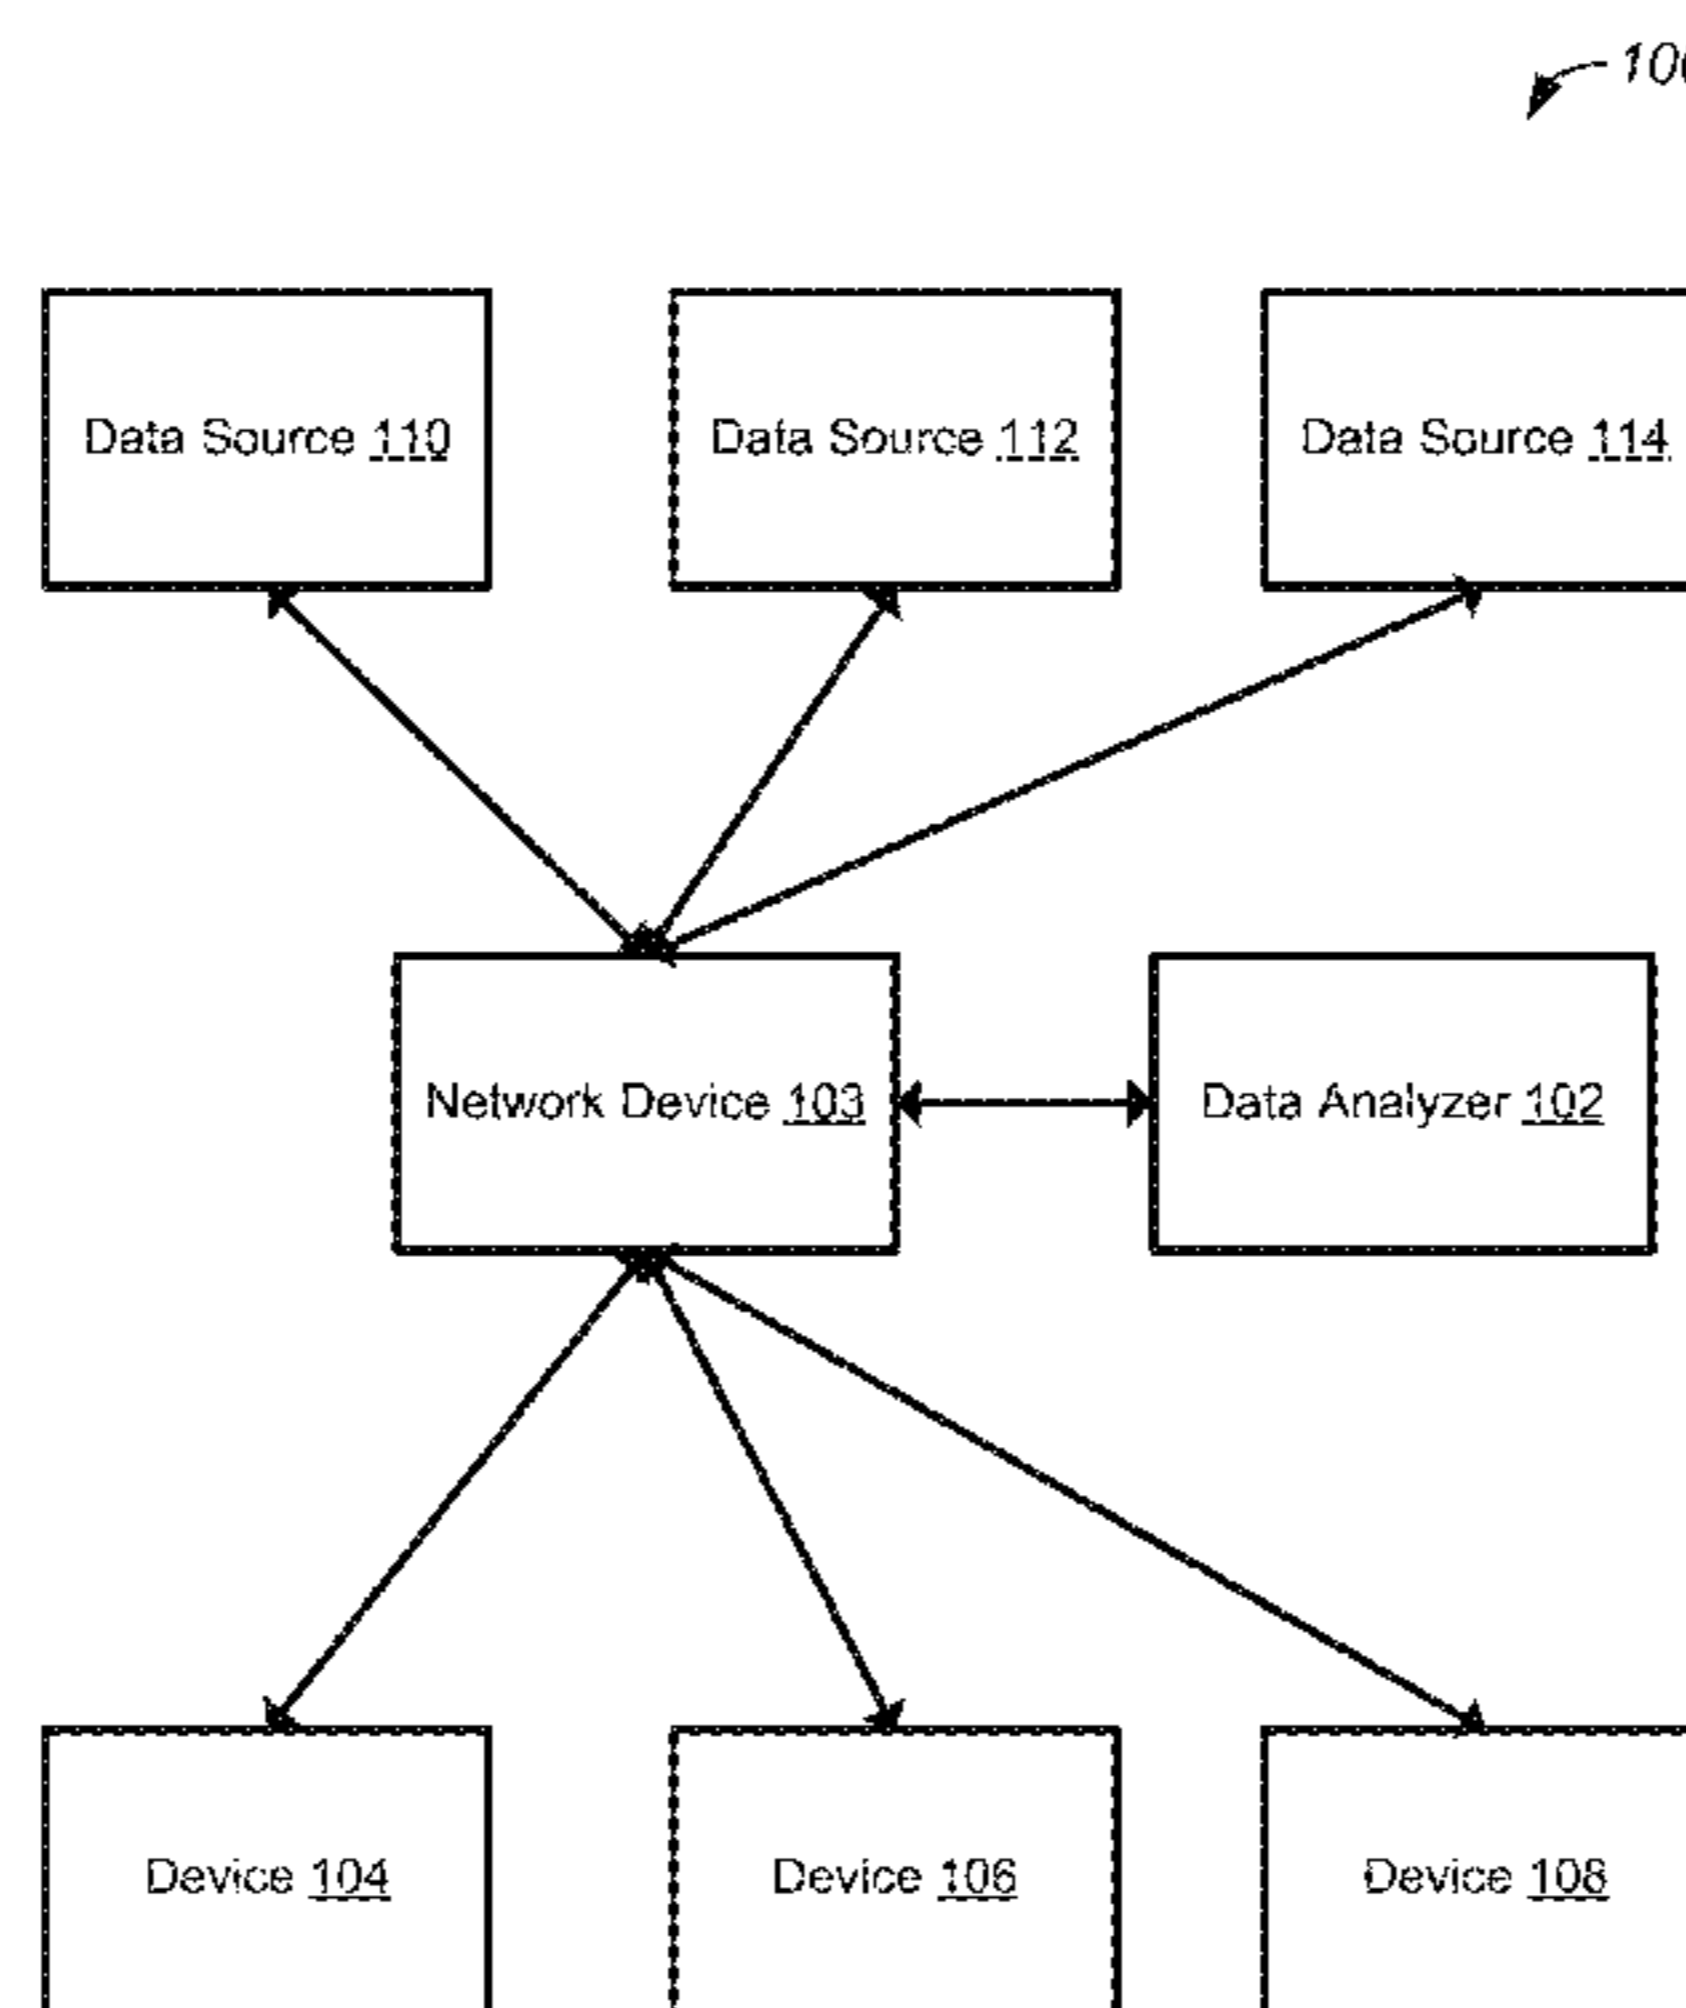 100
Data Source 110
Data Source 112
Data Source 114
Network Device 103
Data Analyzer 102
Device 104
Device 106
Device 108